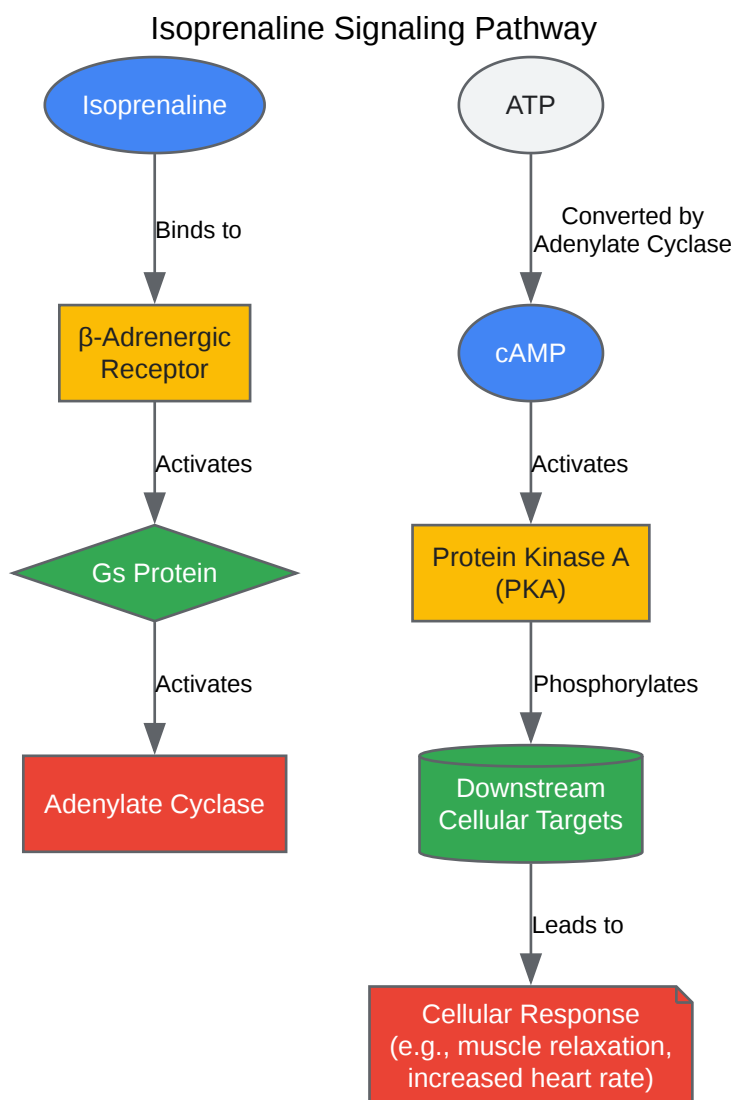 Isoprenaline Signaling Pathway
Isoprenaline
Binds to
β-Adrenergic
Receptor
Activates
Gs Protein
Activates
Adenylate Cyclase
ATP
Converted by
Adenylate Cyclase
cAMP
Activates
Protein Kinase A
(PKA)
Phosphorylates
Downstream
Cellular Targets
Leads to
Cellular Response
(e.g., muscle relaxation,
increased heart rate)